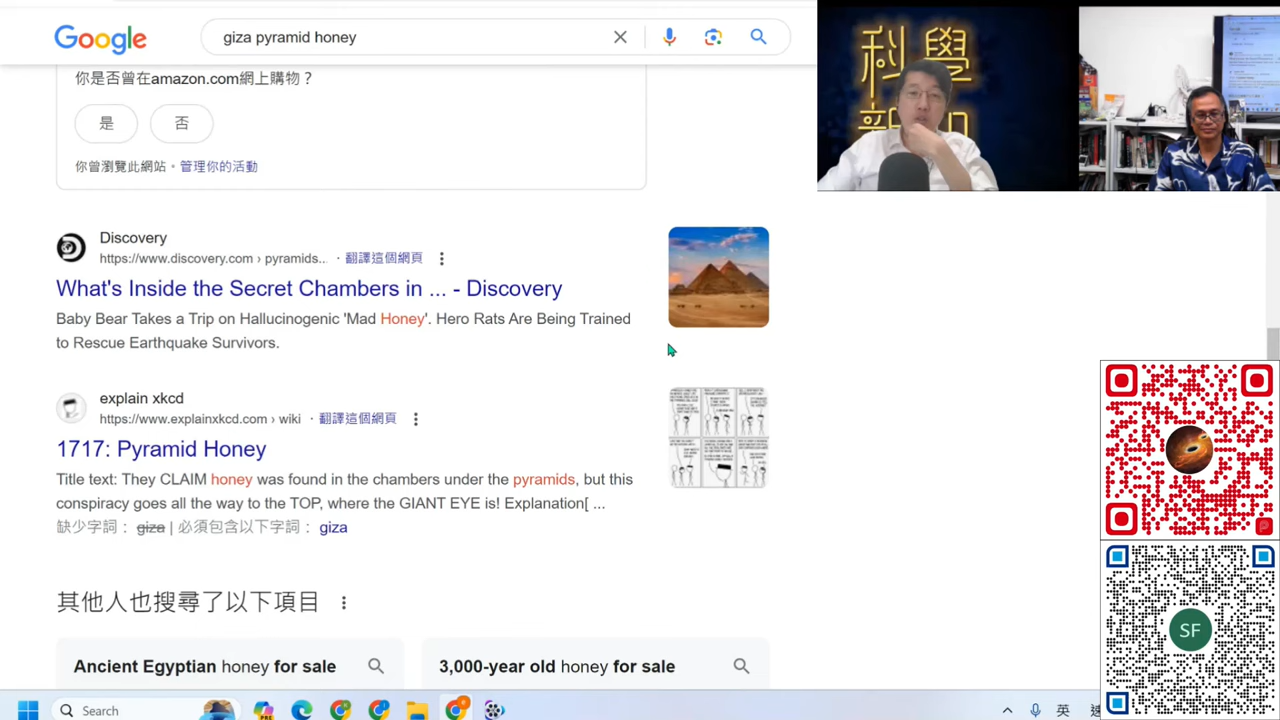 Google
giza pyramid honey
你是否曾在amazon.com網上購物？
是
否
你曾瀏覽此網站。管理你的活動
Discovery
https://www.discovery.com › pyramids... · 翻譯這個網頁
What's Inside the Secret Chambers in ... - Discovery
Baby Bear Takes a Trip on Hallucinogenic 'Mad Honey'. Hero Rats Are Being Trained
to Rescue Earthquake Survivors.
explain xkcd
https://www.explainxkcd.com › wiki · 翻譯這個網頁
1717: Pyramid Honey
Title text: They CLAIM honey was found in the chambers under the pyramids, but this
conspiracy goes all the way to the TOP, where the GIANT EYE is! Explanation[ ...
缺少字詞： giza | 必須包含以下字詞： giza
其他人也搜尋了以下項目
Ancient Egyptian honey for sale
3,000-year old honey for sale
科學
SF
Search
英